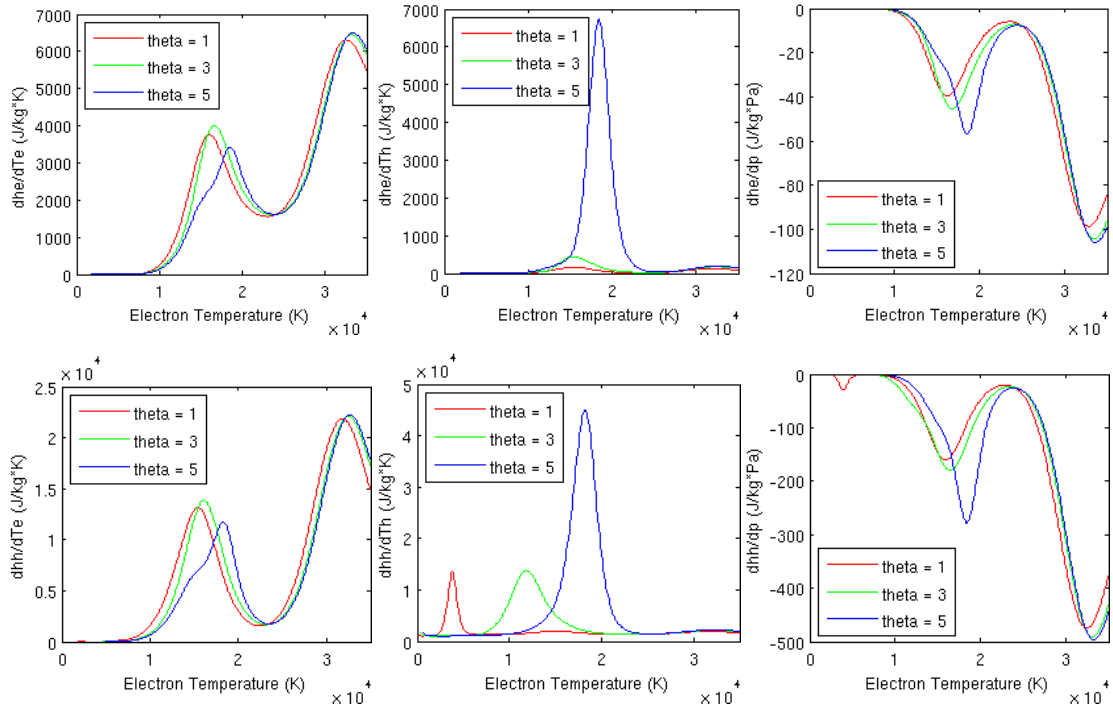 7000
6000
5000
4000
3000
2000
1000
0
dhe/dTe (J/kg*K)
theta = 1
theta = 3
theta = 5
0 1 2 3
Electron Temperature (K)
× 10⁴
7000
6000
5000
4000
3000
2000
1000
0
dhe/dTh (J/kg*K)
theta = 1
theta = 3
theta = 5
0 1 2 3
Electron Temperature (K)
× 10⁴
0
-20
-40
-60
-80
-100
-120
dhe/dp (J/kg*Pa)
theta = 1
theta = 3
theta = 5
0 1 2 3
Electron Temperature (K)
× 10⁴
× 10⁴
2.5
2
1.5
1
0.5
0
dhh/dTe (J/kg*K)
theta = 1
theta = 3
theta = 5
0 1 2 3
Electron Temperature (K)
× 10⁴
× 10⁴
5
4
3
2
1
0
dhh/dTh (J/kg*K)
theta = 1
theta = 3
theta = 5
0 1 2 3
Electron Temperature (K)
× 10⁴
0
-100
-200
-300
-400
-500
dhh/dp (J/kg*Pa)
theta = 1
theta = 3
theta = 5
0 1 2 3
Electron Temperature (K)
× 10⁴